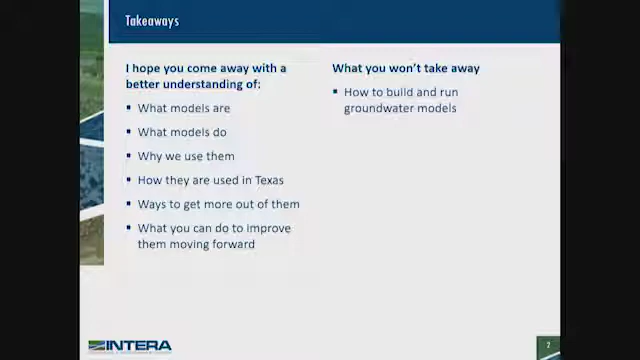 Takeaways
I hope you come away with a
better understanding of:
▪ What models are
▪ What models do
▪ Why we use them
▪ How they are used in Texas
▪ Ways to get more out of them
▪ What you can do to improve
them moving forward
What you won't take away
▪ How to build and run
groundwater models
INTERA
2